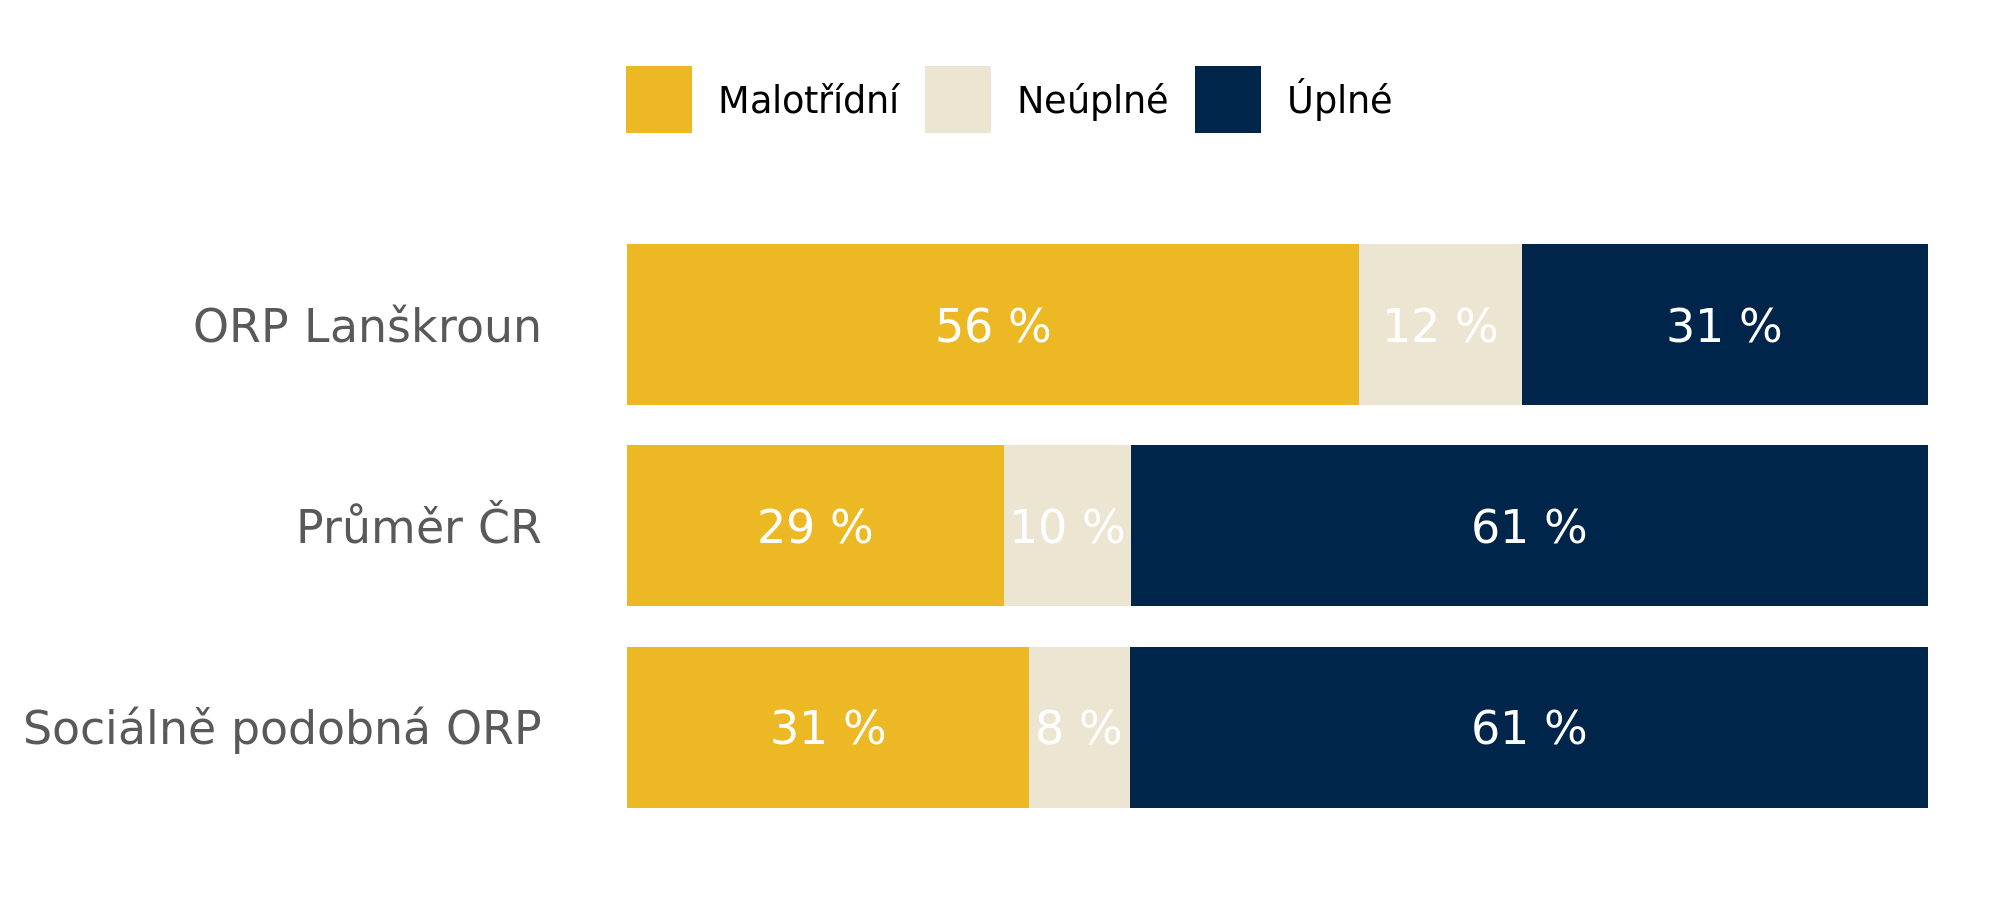 Malotřídní Neúplné Úplné
ORP Lanškroun 56 % 12 % 31 %
Průměr ČR 29 % 10 % 61 %
Sociálně podobná ORP 31 % 8 % 61 %